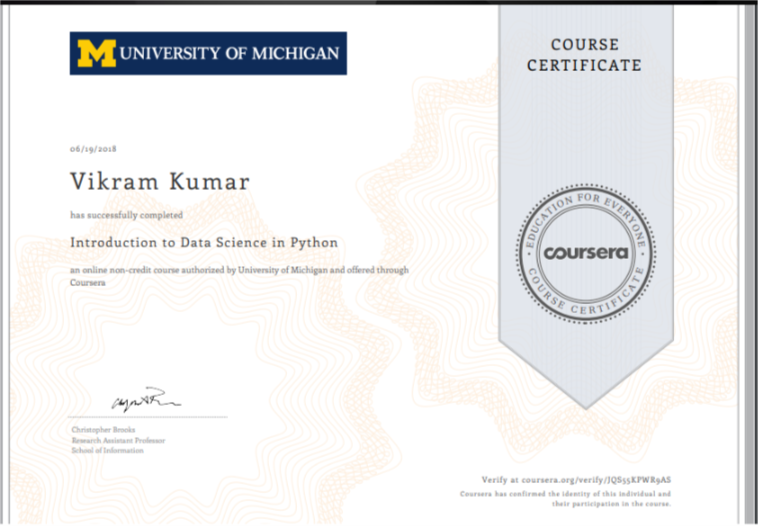 M UNIVERSITY OF MICHIGAN
COURSE
CERTIFICATE
06/19/2018
Vikram Kumar
has successfully completed
Introduction to Data Science in Python
an online non-credit course authorized by University of Michigan and offered through
Coursera
EDUCATION FOR EVERYONE
coursera
COURSE CERTIFICATE
Christopher Brooks
Research Assistant Professor
School of Information
Verify at coursera.org/verify/JQS55KPWR9AS
Coursera has confirmed the identity of this individual and
their participation in the course.